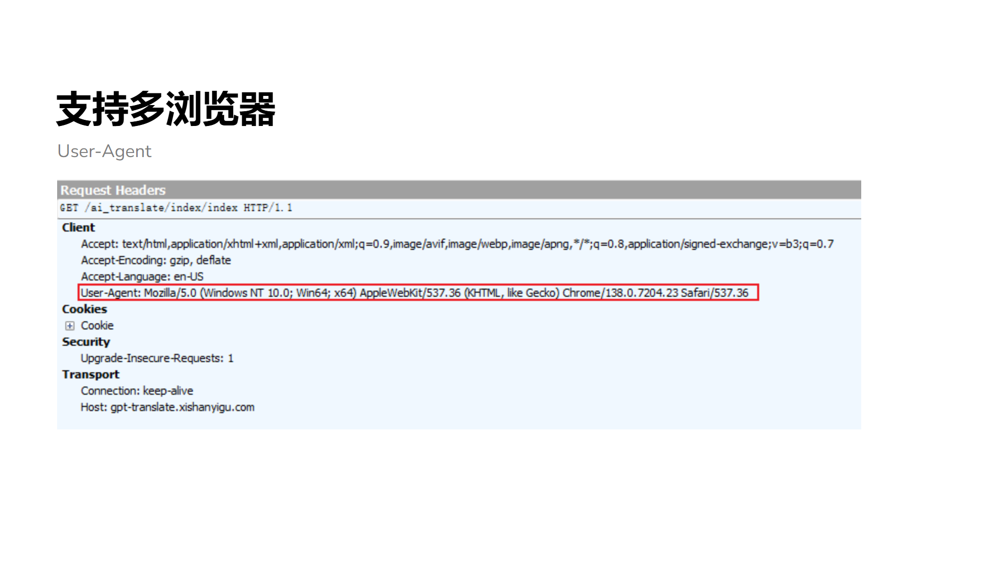 支持多浏览器
User-Agent
Request Headers
GET /ai_translate/index/index HTTP/1.1
Client
Accept: text/html,application/xhtml+xml,application/xml;q=0.9,image/avif,image/webp,image/apng,*/*;q=0.8,application/signed-exchange;v=b3;q=0.7
Accept-Encoding: gzip, deflate
Accept-Language: en-US
User-Agent: Mozilla/5.0 (Windows NT 10.0; Win64; x64) AppleWebKit/537.36 (KHTML, like Gecko) Chrome/138.0.7204.23 Safari/537.36
Cookies
Cookie
Security
Upgrade-Insecure-Requests: 1
Transport
Connection: keep-alive
Host: gpt-translate.xishanyigu.com